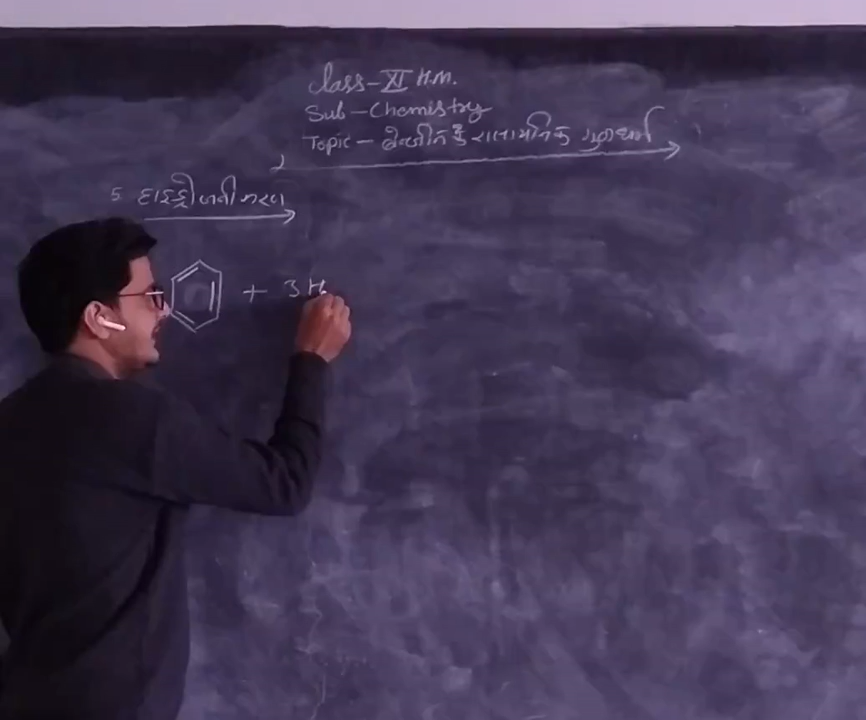 Class-XI H.M.
Sub-Chemistry
Topic- बेन्जीन के रासायनिक गुणधर्म
5 हाइड्रोजनीकरण
+ 3H